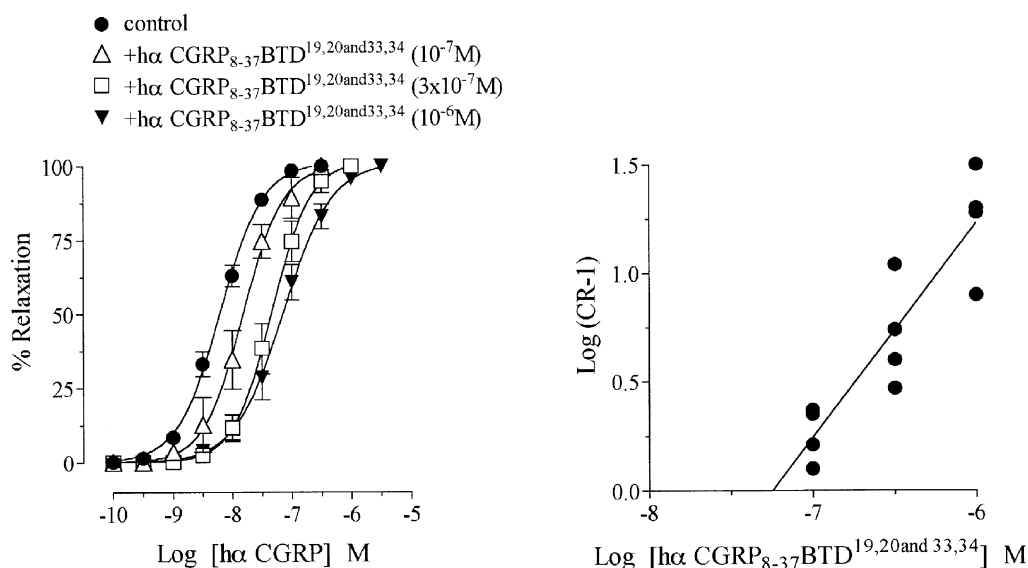 control
+hα CGRP8-37BTD19,20and33,34 (10-7M)
+hα CGRP8-37BTD19,20and33,34 (3x10-7M)
+hα CGRP8-37BTD19,20and33,34 (10-6M)
100
75
50
25
0
% Relaxation
-10 -9 -8 -7 -6 -5
Log [hα CGRP] M
1.5
1.0
0.5
0.0
Log (CR-1)
-8 -7 -6
Log [hα CGRP8-37BTD19,20and 33,34] M